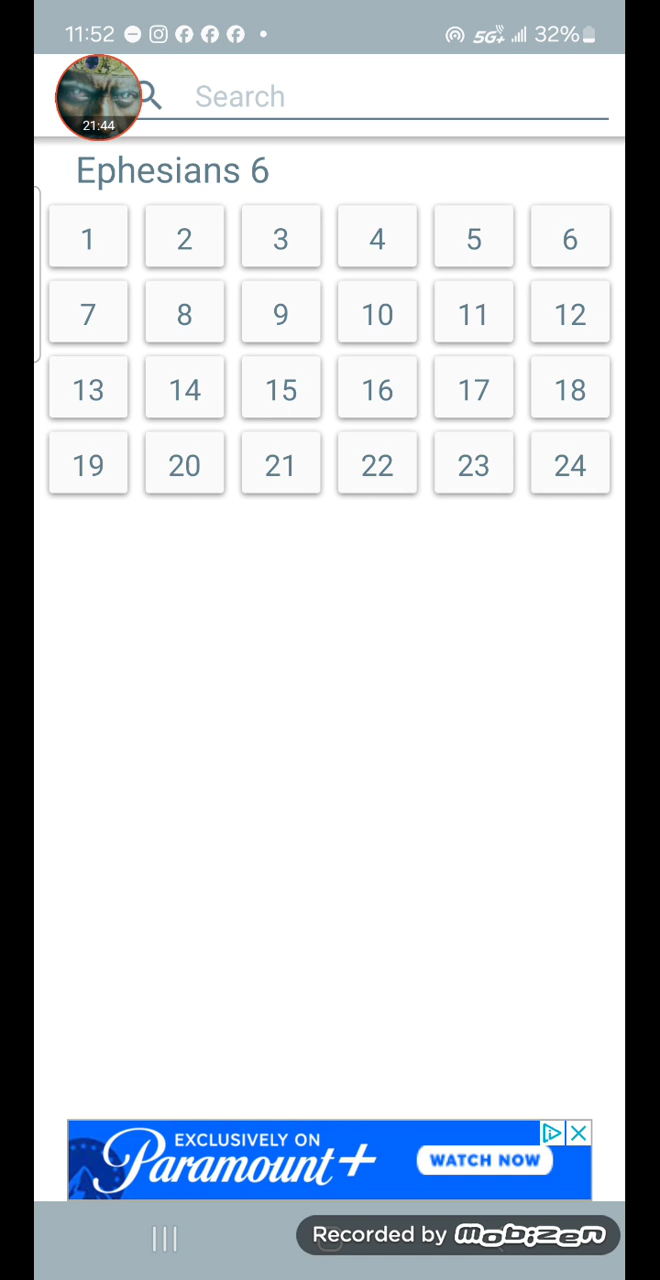 11:52 5G+ 32%
21:44
Search
Ephesians 6
1 2 3 4 5 6
7 8 9 10 11 12
13 14 15 16 17 18
19 20 21 22 23 24
EXCLUSIVELY ON
Paramount+
WATCH NOW
Recorded by mobizen